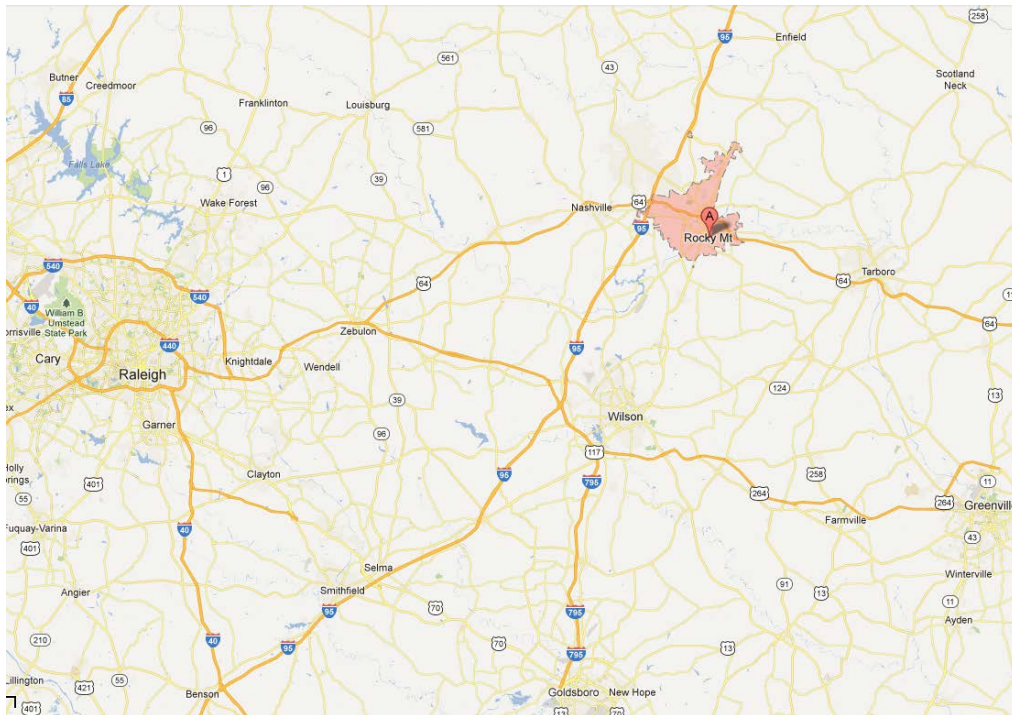 258
95
Enfield
561
43
Butner
Creedmoor
Scotland
Neck
85
Franklinton
Louisburg
96
581
Falls Lake
1
39
96
Wake Forest
Nashville
64
A
95
Rocky Mt
540
64
Tarboro
64
540
40
William B.
Umstead
State Park
64
Zebulon
440
95
Cary
Knightdale
Wendell
Raleigh
124
13
39
Wilson
Garner
96
117
Clayton
95
258
401
795
11
55
264
264
Greenville
Farmville
Fuquay-Varina
40
401
43
Selma
Winterville
Smithfield
91
Angier
13
11
95
70
795
Ayden
210
40
70
13
95
795
55
421
Benson
Goldsboro
New Hope
401
13
70